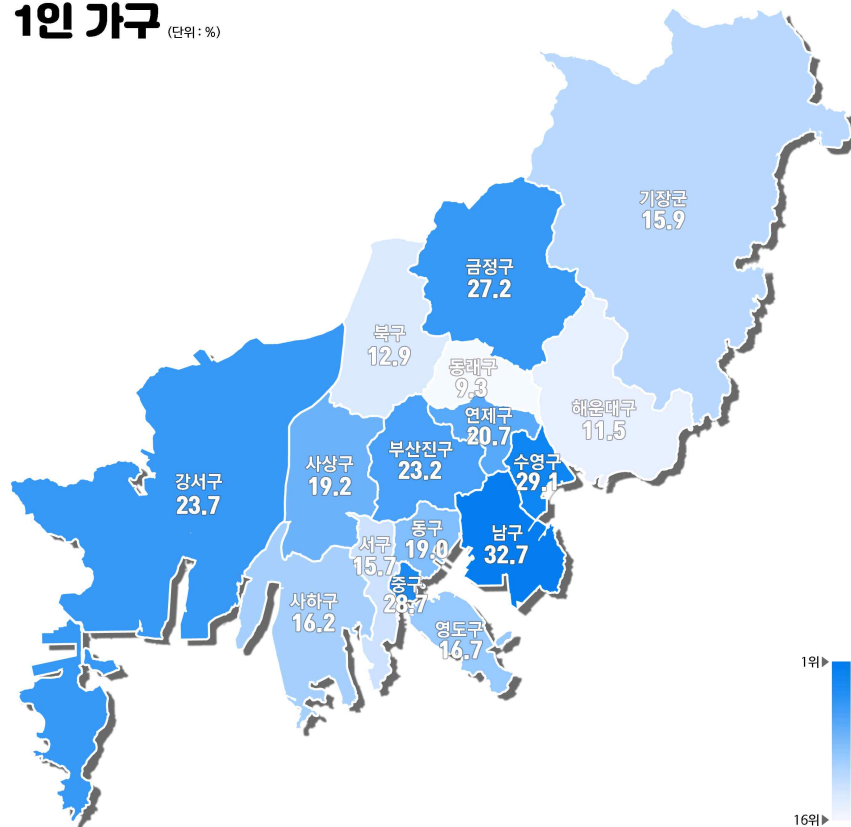 1인 가구 (단위 : %)
기장군
15.9
금정구
27.2
북구
12.9
동래구
9.3
해운대구
11.5
연제구
20.7
부산진구
23.2
수영구
29.1
사상구
19.2
강서구
23.7
동구
19.0
남구
32.7
서구
15.7
중구
28.7
사하구
16.2
영도구
16.7
1위
16위